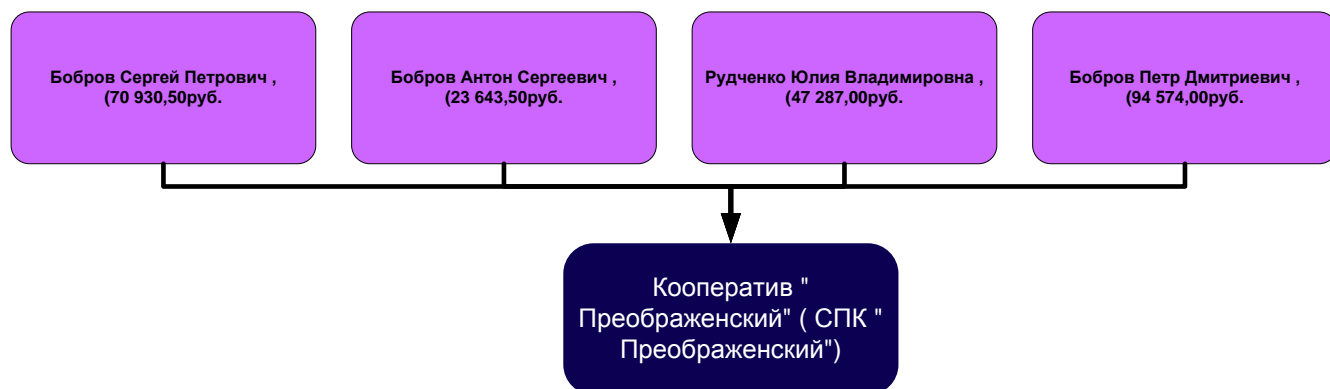 Бобров Сергей Петрович ,
(70 930,50руб.
Бобров Антон Сергеевич ,
(23 643,50руб.
Рудченко Юлия Владимировна ,
(47 287,00руб.
Бобров Петр Дмитриевич ,
(94 574,00руб.
Кооператив "
Преображенский" ( СПК "
Преображенский")